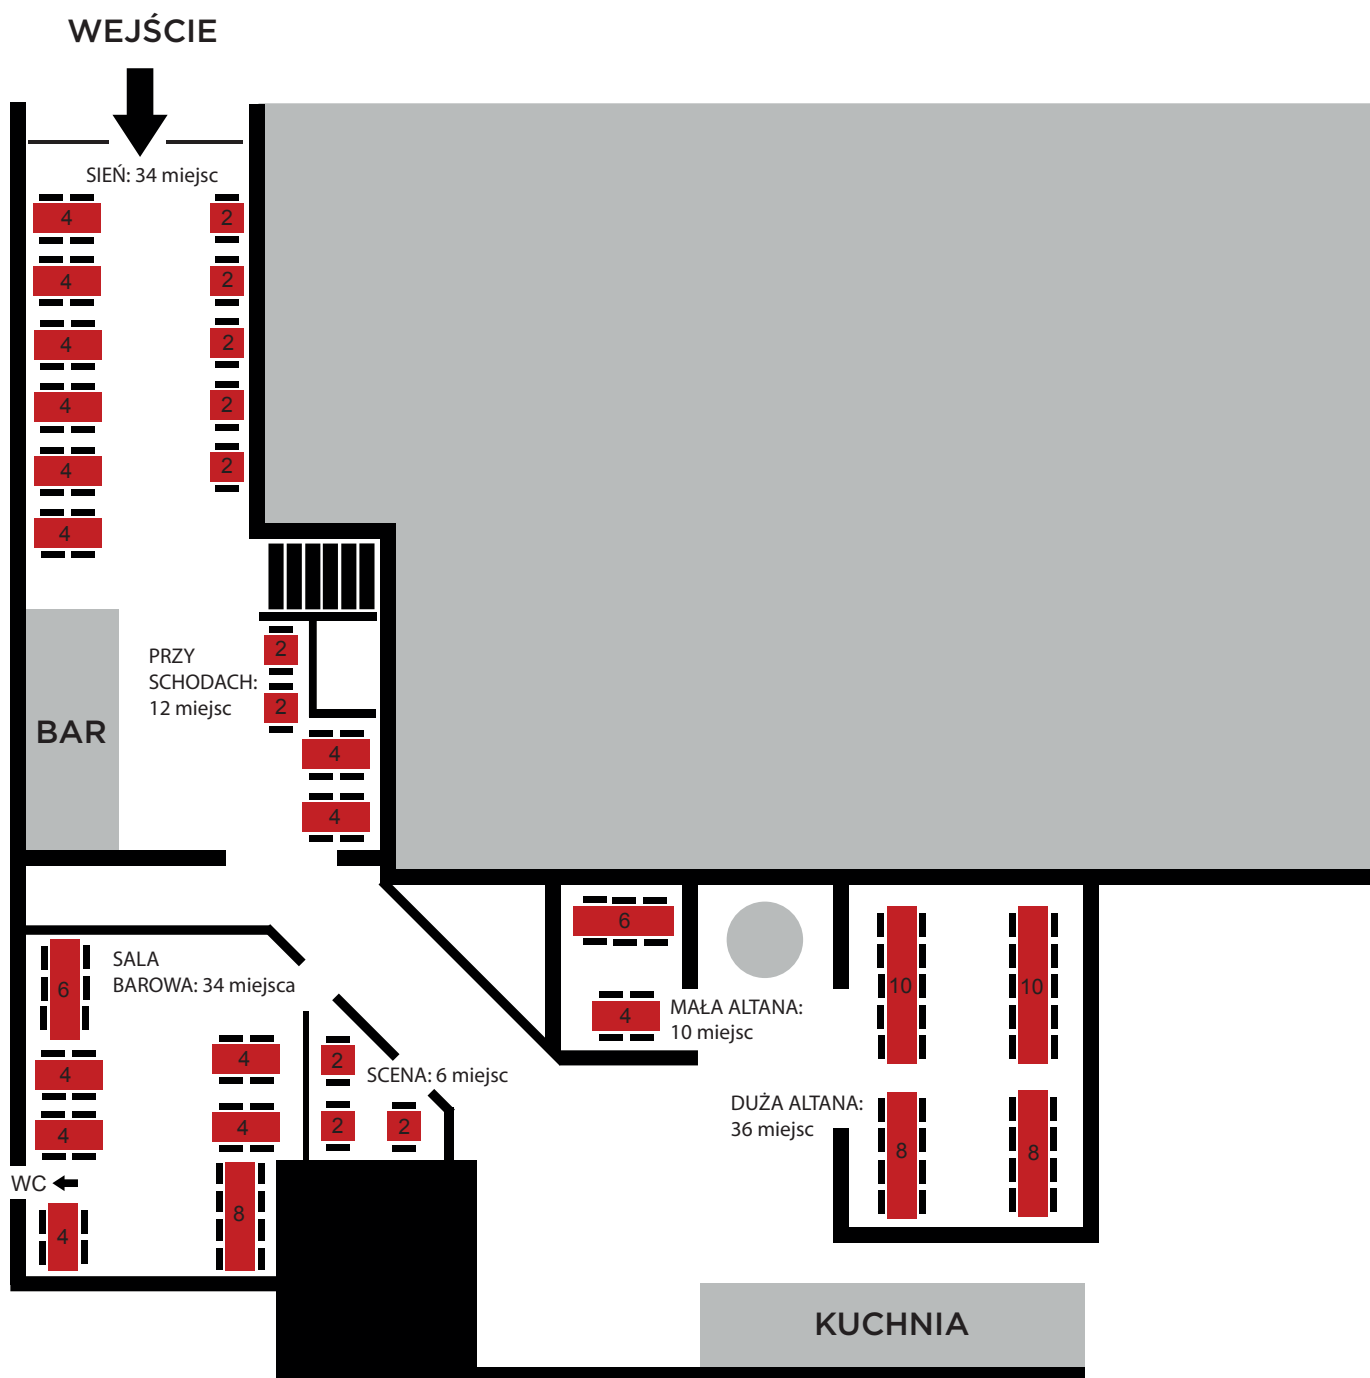 WEJŚCIE
SIEŃ: 34 miejsc
4
2
4
2
4
2
4
2
4
2
4
PRZY
SCHODACH:
12 miejsc
2
2
BAR
4
4
SALA
BAROWA: 34 miejsca
6
4
4
4
4
WC
4
8
2
SCENA: 6 miejsc
2
2
6
4
MAŁA ALTANA:
10 miejsc
10
10
DUŻA ALTANA:
36 miejsc
8
8
KUCHNIA